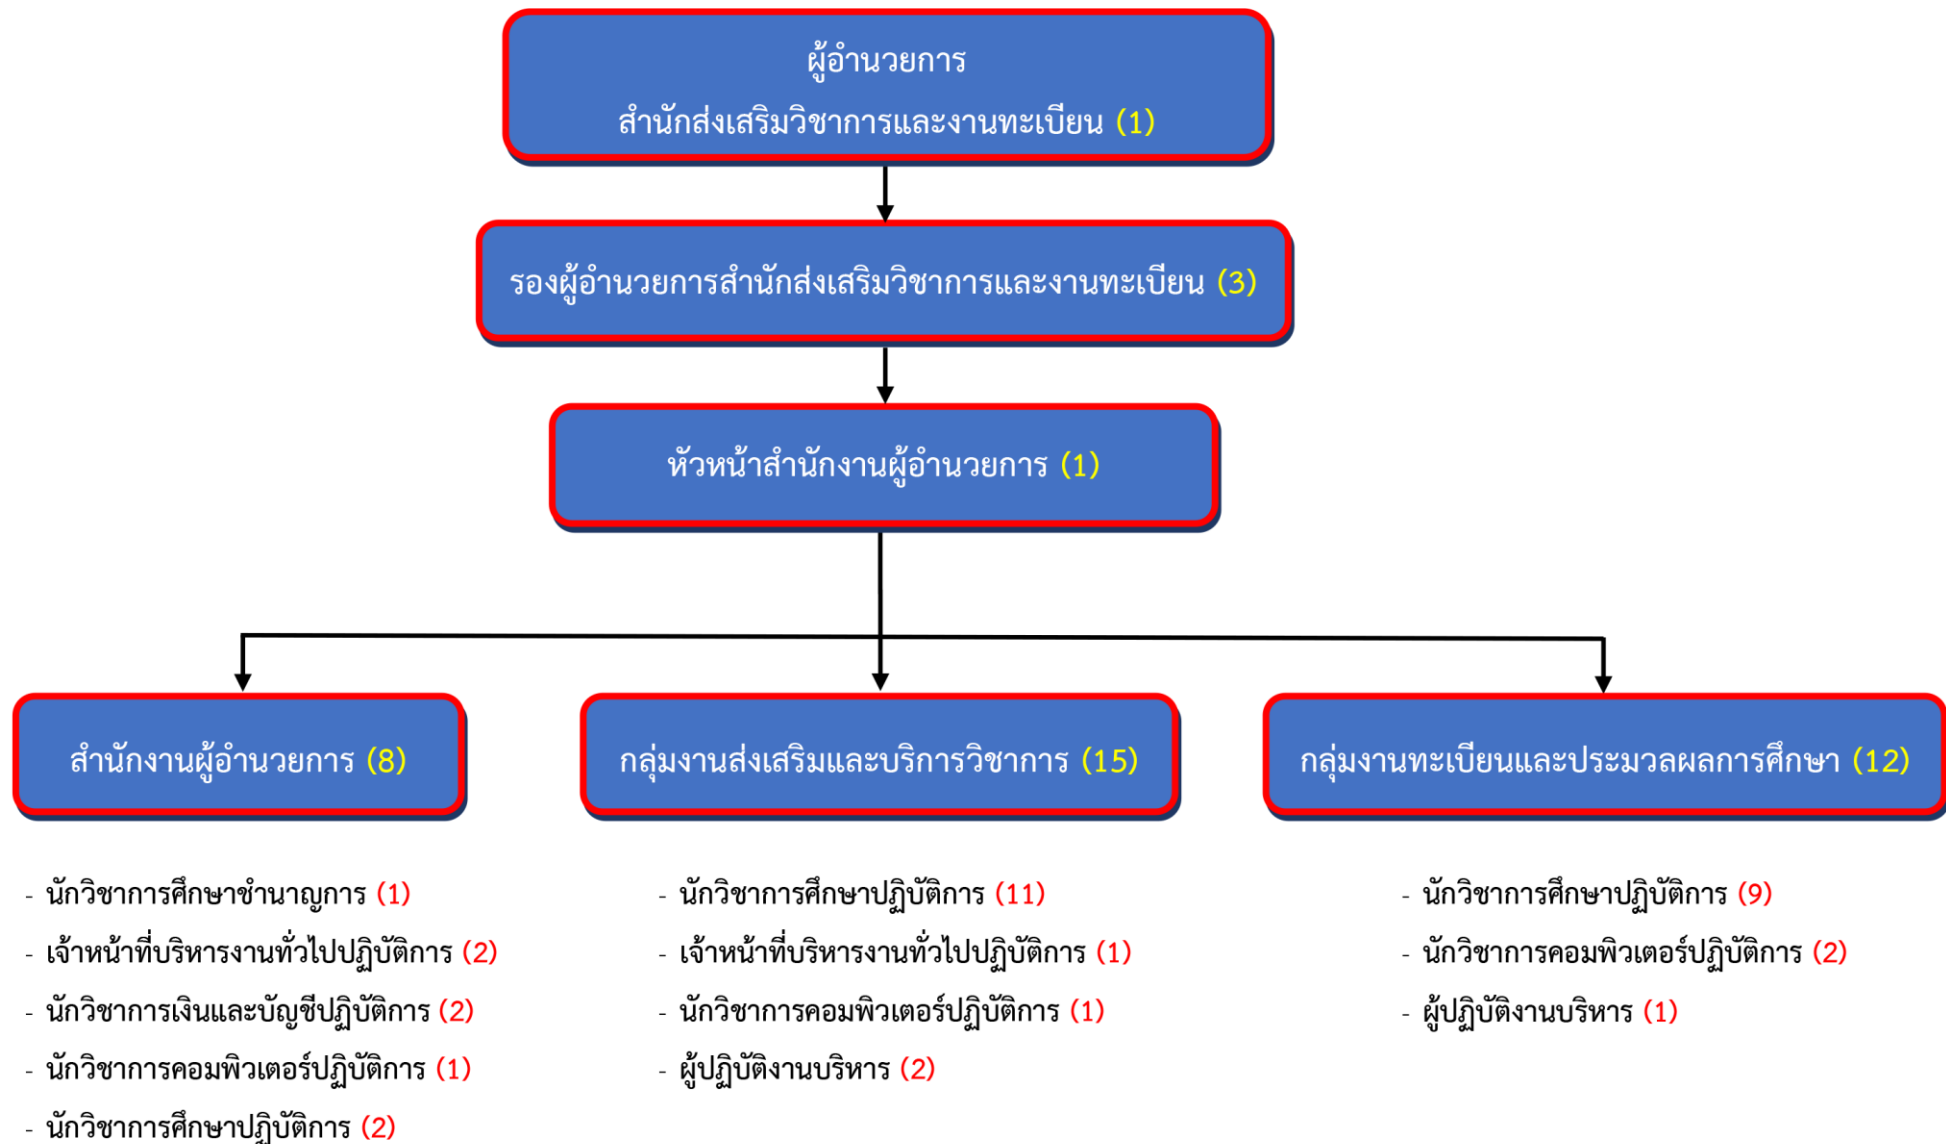 ผู้อำนวยการ
สำนักส่งเสริมวิชาการและงานทะเบียน (1)
รองผู้อำนวยการสำนักส่งเสริมวิชาการและงานทะเบียน (3)
หัวหน้าสำนักงานผู้อำนวยการ (1)
สำนักงานผู้อำนวยการ (8)
- นักวิชาการศึกษาชำนาญการ (1)
- เจ้าหน้าที่บริหารงานทั่วไปปฏิบัติการ (2)
- นักวิชาการเงินและบัญชีปฏิบัติการ (2)
- นักวิชาการคอมพิวเตอร์ปฏิบัติการ (1)
- นักวิชาการศึกษาปฏิบัติการ (2)
กลุ่มงานส่งเสริมและบริการวิชาการ (15)
- นักวิชาการศึกษาปฏิบัติการ (11)
- เจ้าหน้าที่บริหารงานทั่วไปปฏิบัติการ (1)
- นักวิชาการคอมพิวเตอร์ปฏิบัติการ (1)
- ผู้ปฏิบัติงานบริหาร (2)
กลุ่มงานทะเบียนและประมวลผลการศึกษา (12)
- นักวิชาการศึกษาปฏิบัติการ (9)
- นักวิชาการคอมพิวเตอร์ปฏิบัติการ (2)
- ผู้ปฏิบัติงานบริหาร (1)